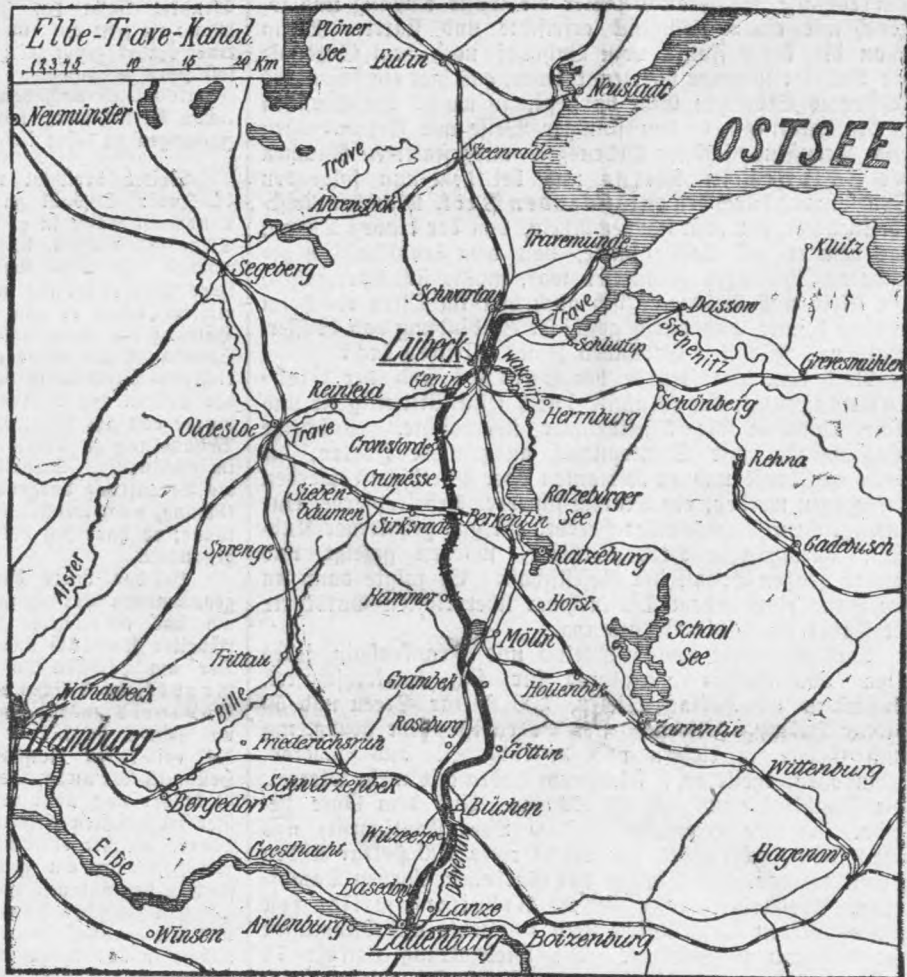 Elbe-Trave-Kanal
1 2 3 4 5 10 15 20 Km
Plöner
See
Eutin
Neustadt
Neumünster
OSTSEE
Steenrade
Trave
Ahrensbök
Travemünde
Klütz
Segeberg
Schwartau
Trave
Dassow
Stepenitz
Lübeck
Schlutup
Wakenitz
Grevesmühlen
Genin
Reinfeld
Herrnburg
Schönberg
Oldesloe
Trave
Cronsforde
Rehna
Crumesse
Sieben
bäumen
Ratzeburger
See
Sirksrade
Berkentin
Sprenge
Ratzeburg
Gadebusch
Alster
Hammer
Horst
Schaal
See
Mölln
Trittau
Grambek
Hollenbek
Wandsbeck
Bille
Zarrentin
Hamburg
Roseburg
Friederichsrus
Göttin
Wittenburg
Schwarzenbek
Bergedorf
Büchen
Witzeeze
Elbe
Geesthacht
Hagenow
Delvenau
Basedow
Lanze
Artlenburg
Winsen
Lauenburg
Boizenburg